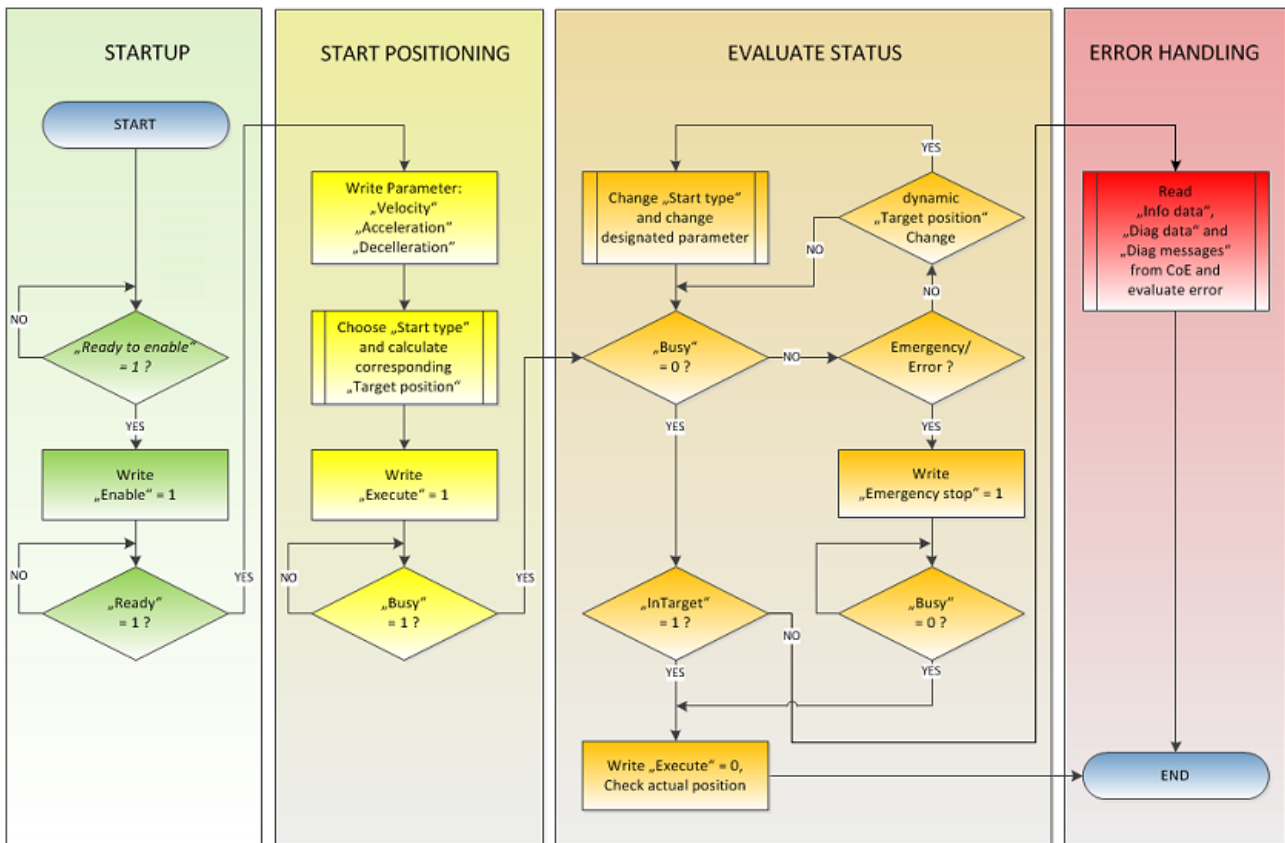 STARTUP
START
NO
„Ready to enable“
= 1 ?
YES
Write
„Enable“ = 1
NO
„Ready“
= 1 ?
YES
START POSITIONING
Write Parameter:
„Velocity“
„Acceleration“
„Decelleration“
Choose „Start type“
and calculate
corresponding
„Target position“
Write
„Execute“ = 1
NO
„Busy“
= 1 ?
YES
EVALUATE STATUS
YES
Change „Start type“
and change
designated parameter
dynamic
„Target position“
Change
NO
NO
„Busy“
= 0 ?
NO
Emergency/
Error ?
YES
YES
Write
„Emergency stop“ = 1
„InTarget“
= 1 ?
NO
„Busy“
= 0 ?
YES
YES
Write „Execute“ = 0,
Check actual position
ERROR HANDLING
Read
„Info data“,
„Diag data“ and
„Diag messages“
from CoE and
evaluate error
END